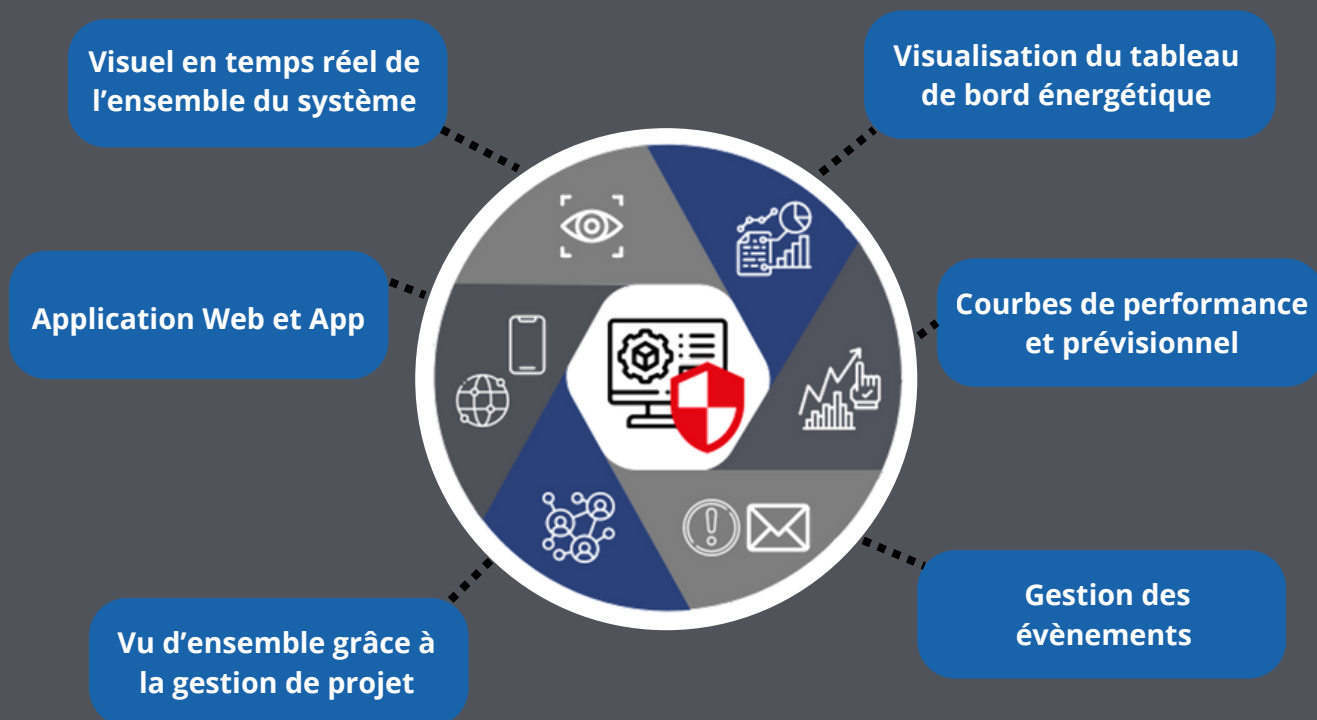 Visuel en temps réel de
l’ensemble du système
Visualisation du tableau
de bord énergétique
Application Web et App
Courbes de performance
et prévisionnel
Vu d’ensemble grâce à
la gestion de projet
Gestion des
évènements